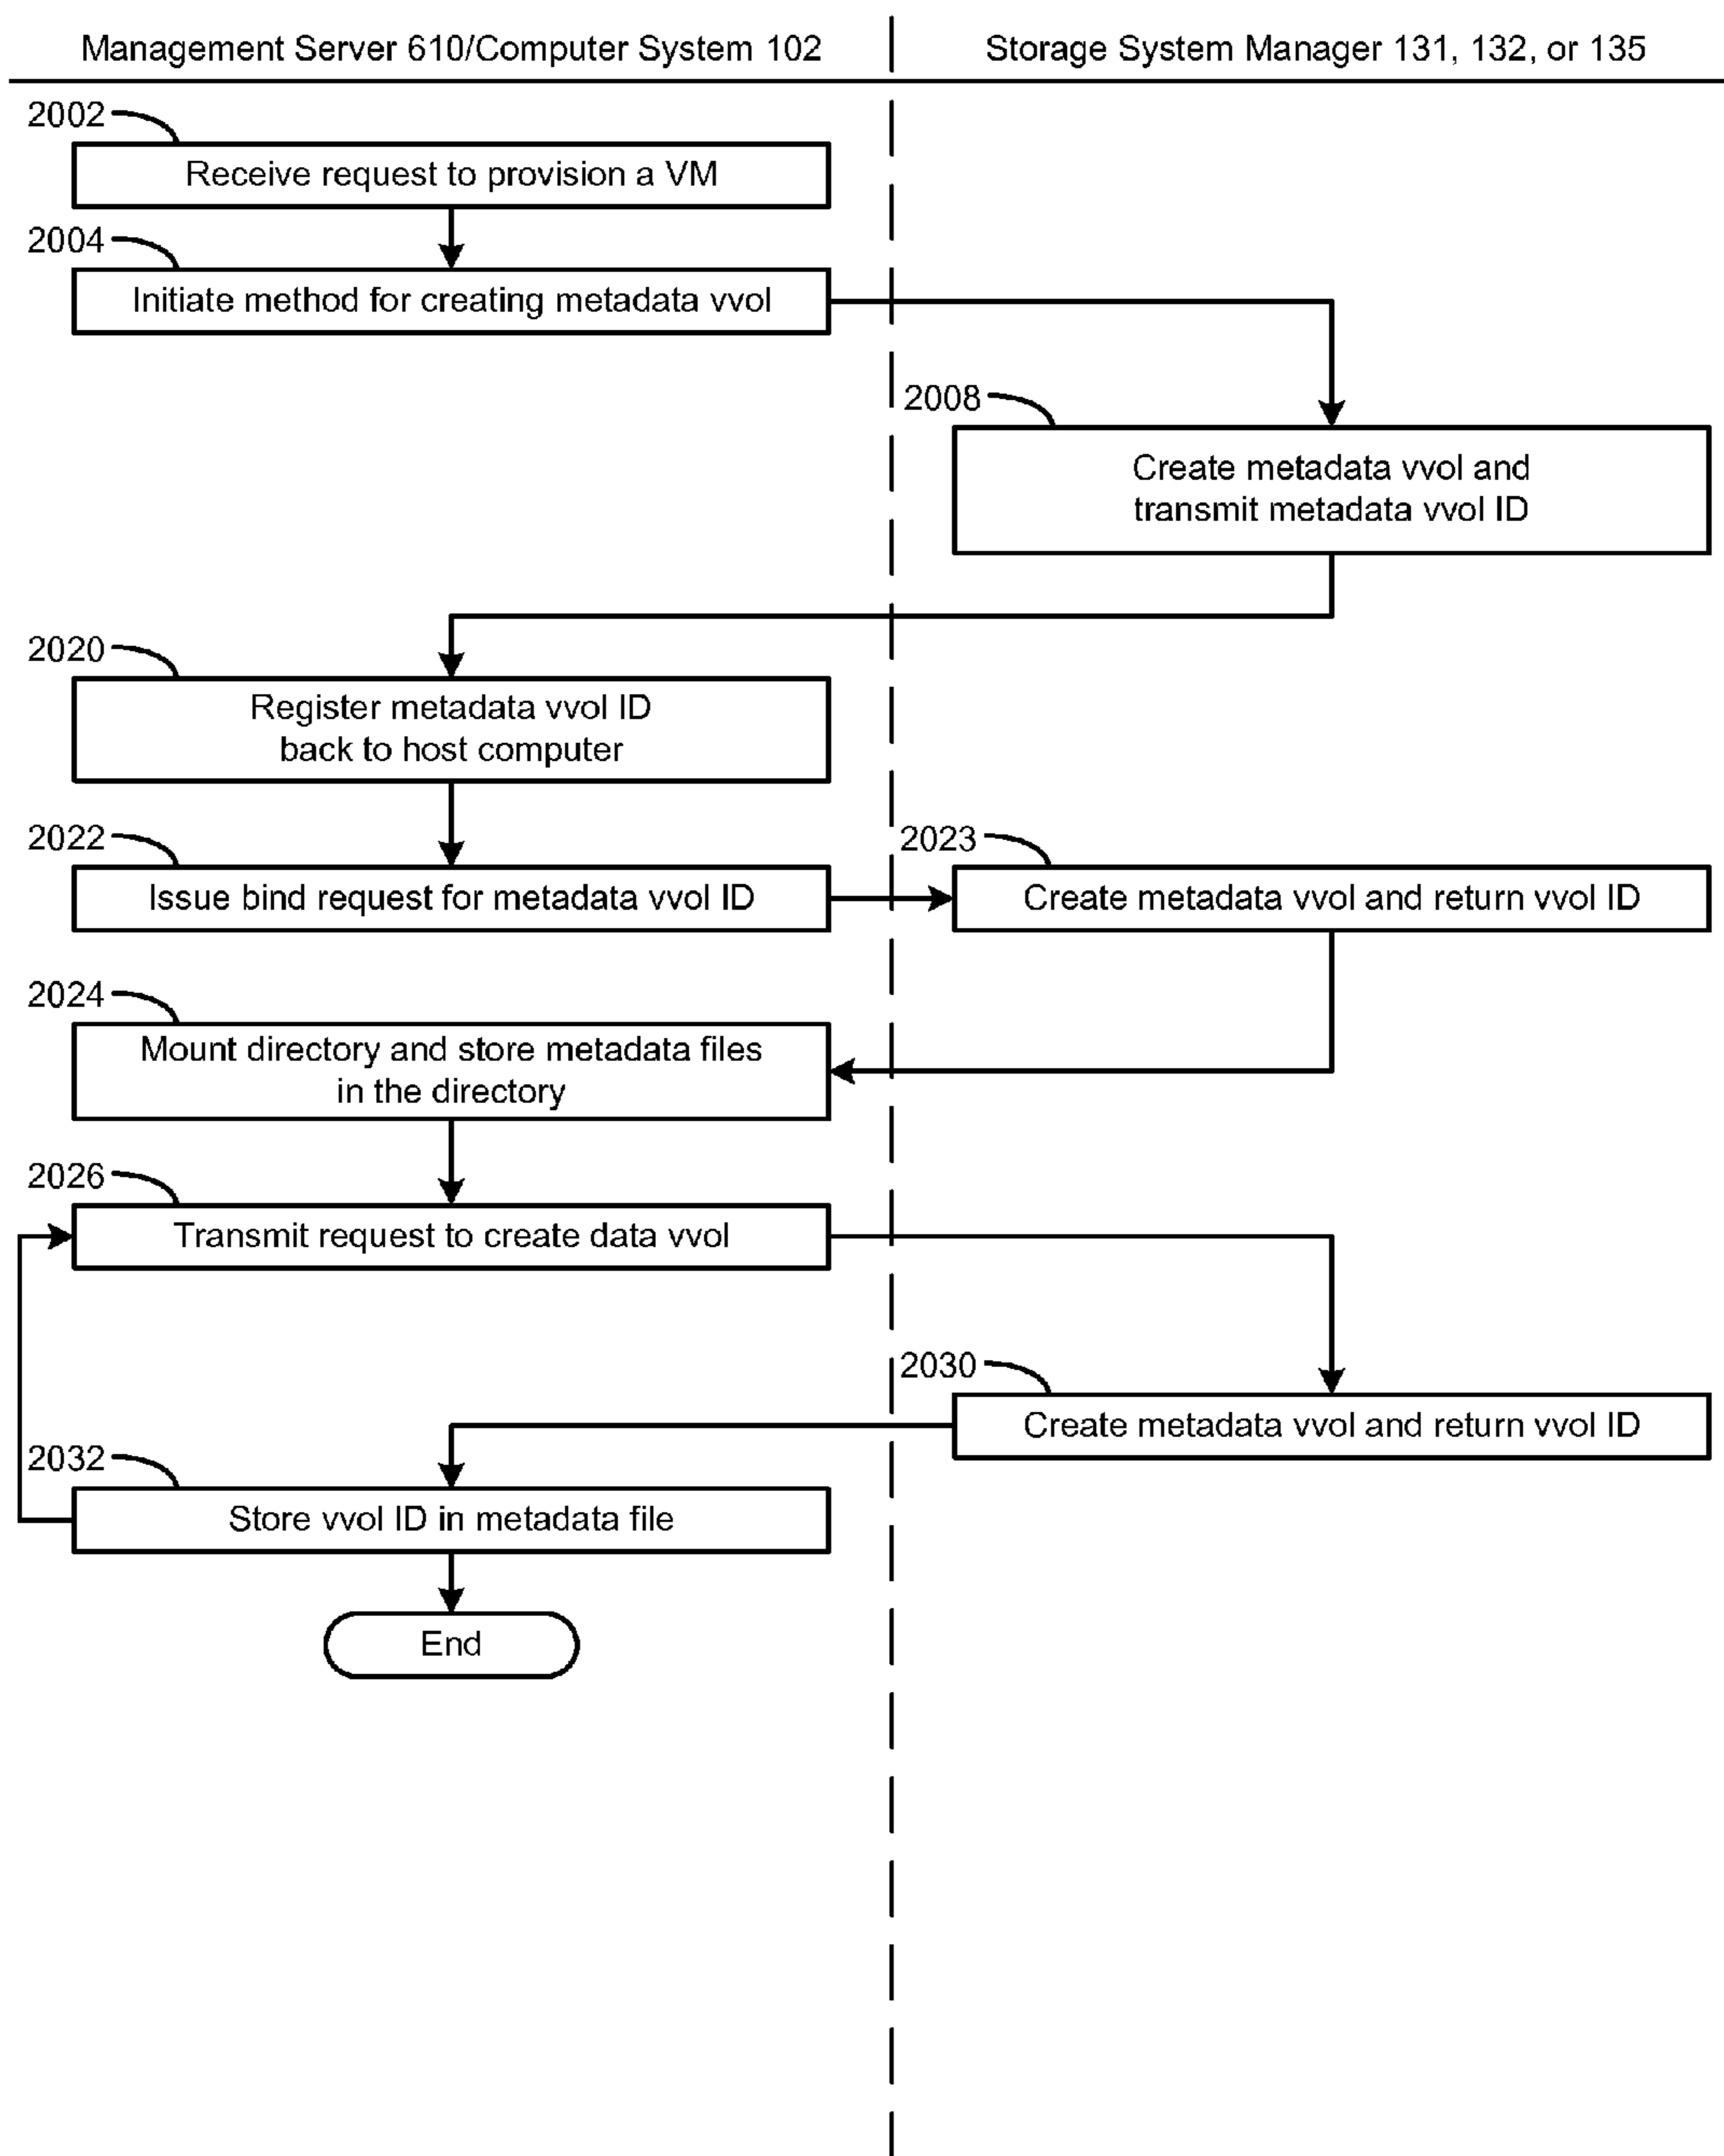 Management Server 610/Computer System 102
Storage System Manager 131, 132, or 135
2002
Receive request to provision a VM
2004
Initiate method for creating metadata vvol
2008
Create metadata vvol and
transmit metadata vvol ID
2020
Register metadata vvol ID
back to host computer
2022
Issue bind request for metadata vvol ID
2023
Create metadata vvol and return vvol ID
2024
Mount directory and store metadata files
in the directory
2026
Transmit request to create data vvol
2030
Create metadata vvol and return vvol ID
2032
Store vvol ID in metadata file
End